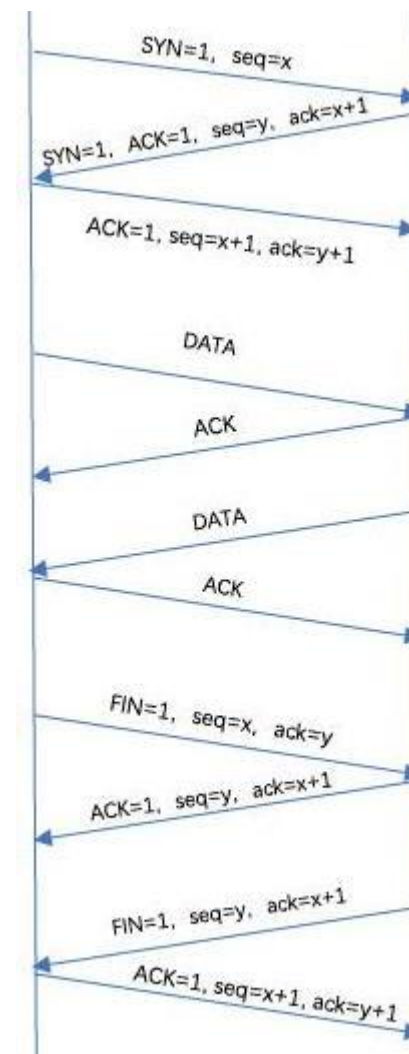 SYN=1, seq=x
SYN=1, ACK=1, seq=y, ack=x+1
ACK=1, seq=x+1, ack=y+1
DATA
ACK
DATA
ACK
FIN=1, seq=x, ack=y
ACK=1, seq=y, ack=x+1
FIN=1, seq=y, ack=x+1
ACK=1, seq=x+1, ack=y+1